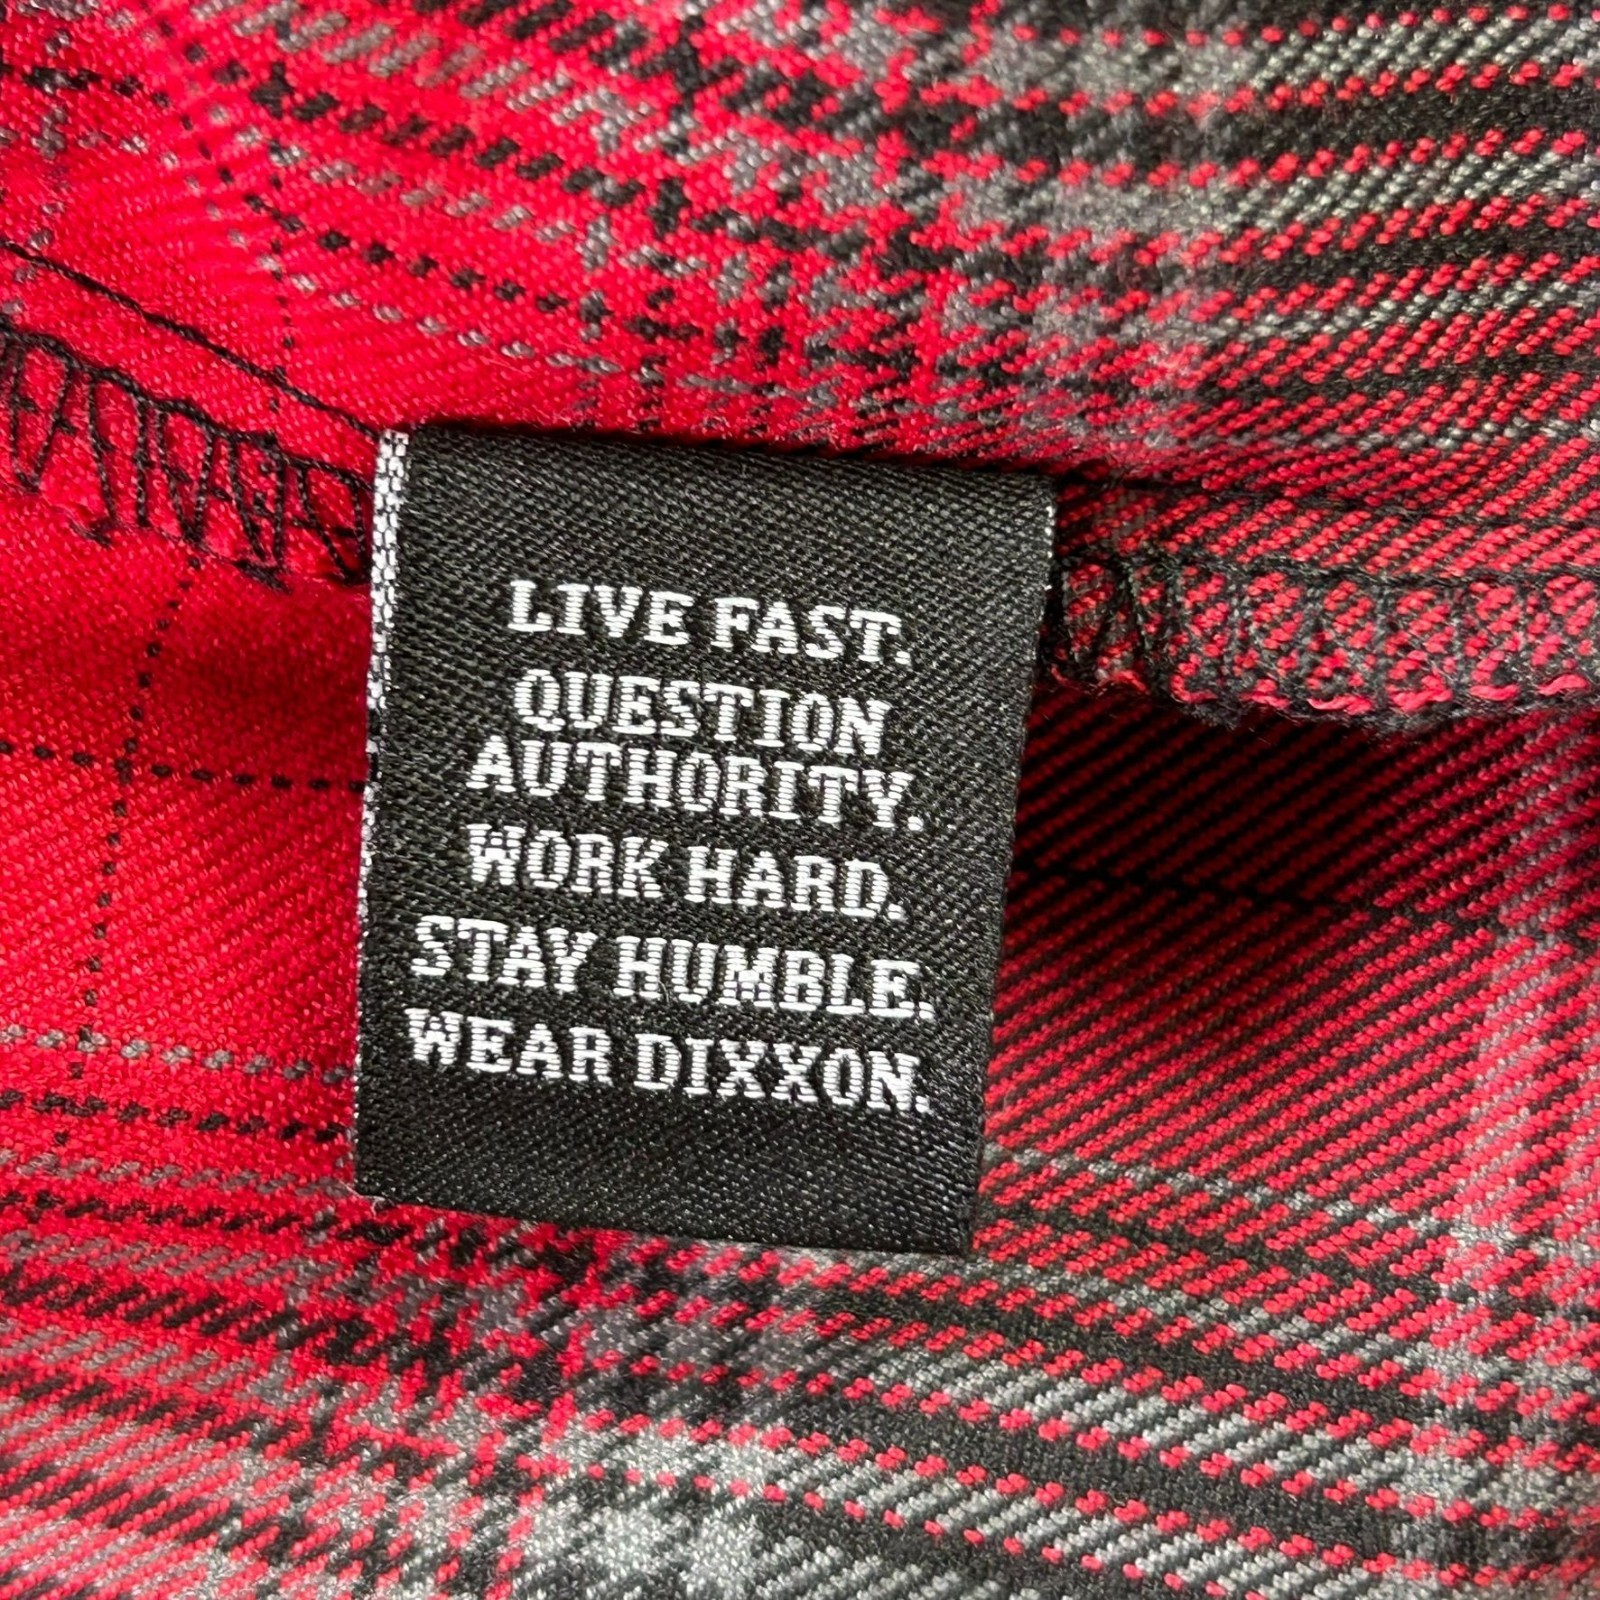 LIVE FAST.
QUESTION
AUTHORITY.
WORK HARD.
STAY HUMBLE.
WEAR DIXXON.